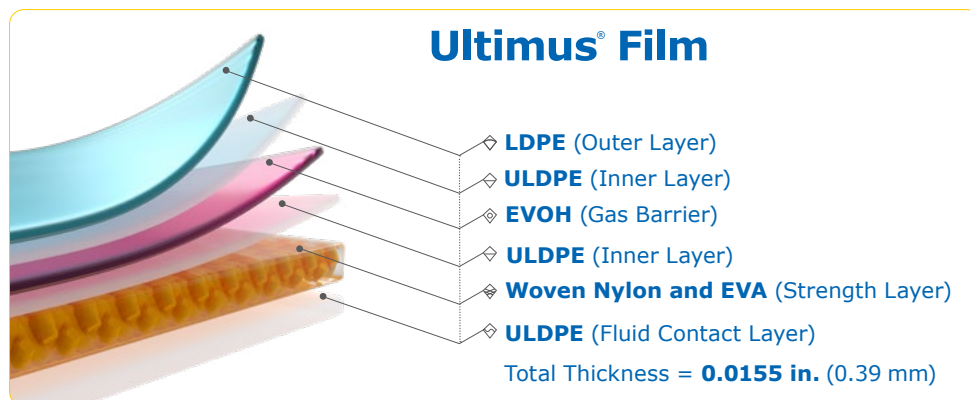 Ultimus® Film
LDPE (Outer Layer)
ULDPE (Inner Layer)
EVOH (Gas Barrier)
ULDPE (Inner Layer)
Woven Nylon and EVA (Strength Layer)
ULDPE (Fluid Contact Layer)
Total Thickness = 0.0155 in. (0.39 mm)